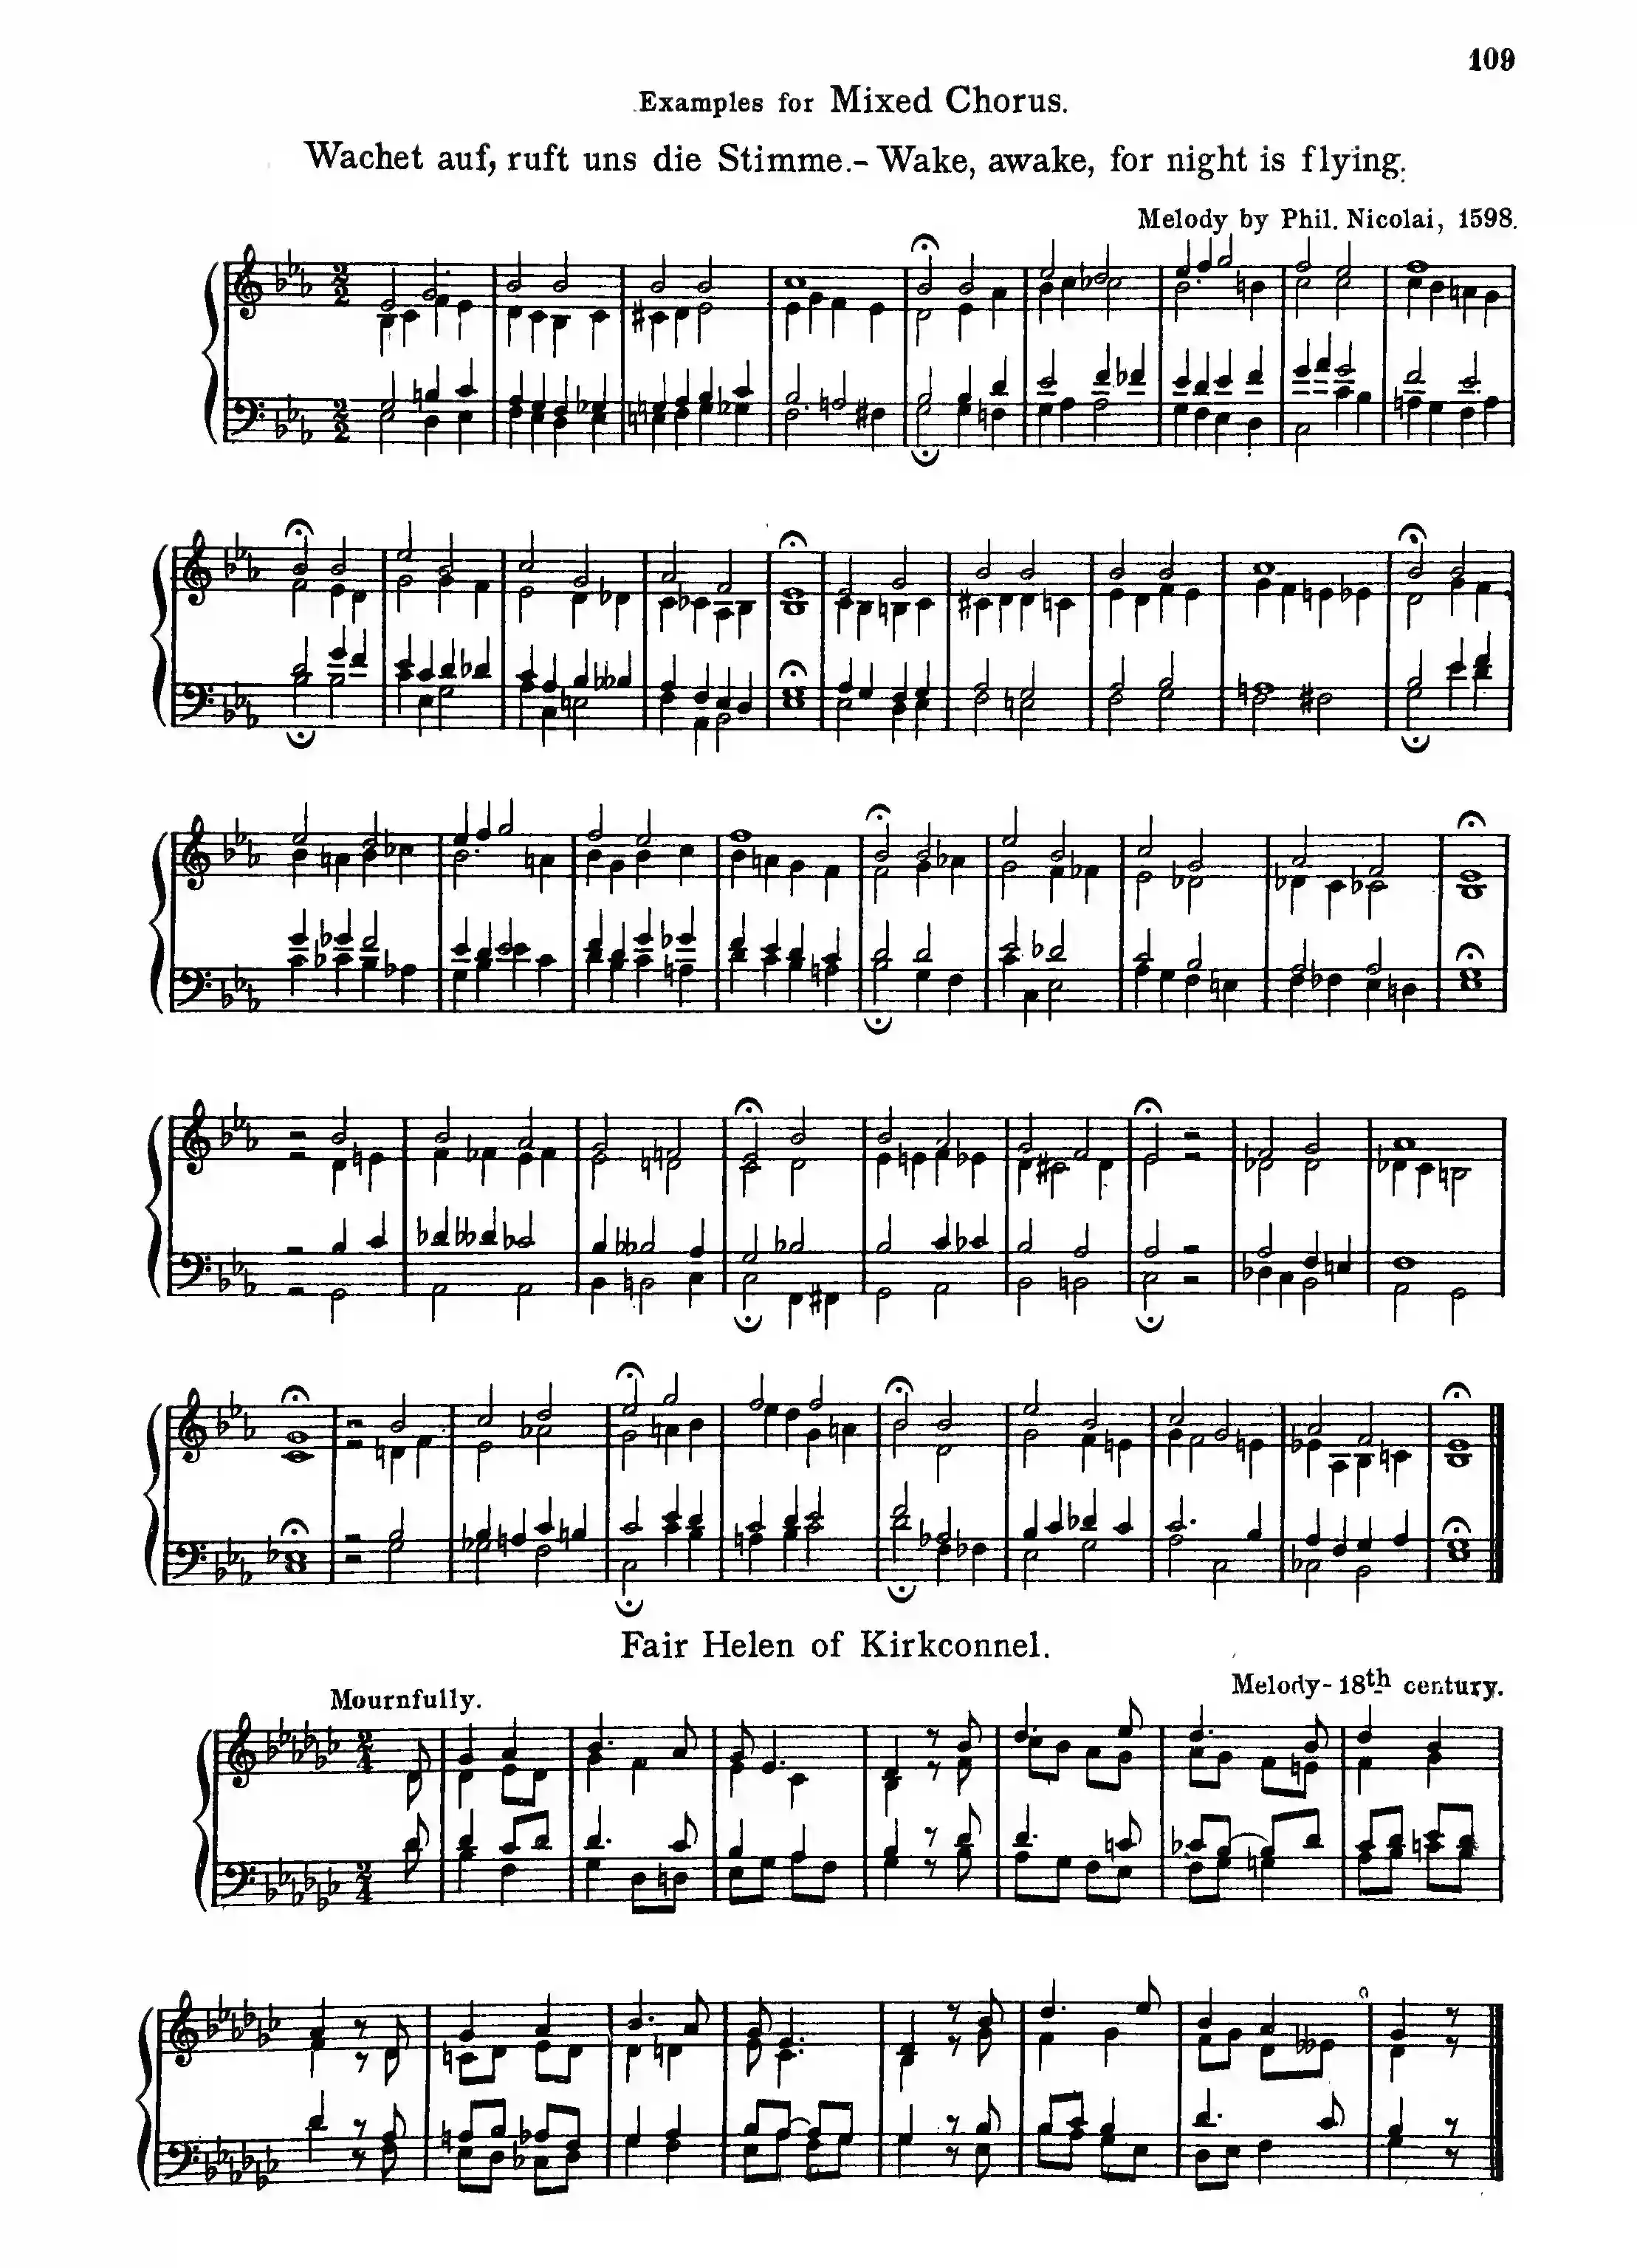 109
Examples for Mixed Chorus.
Wachet auf, ruft uns die Stimme.- Wake, awake, for night is flying.
Melody by Phil. Nicolai, 1598.
Fair Helen of Kirkconnel.
Mournfully.
Melody- 18th century.